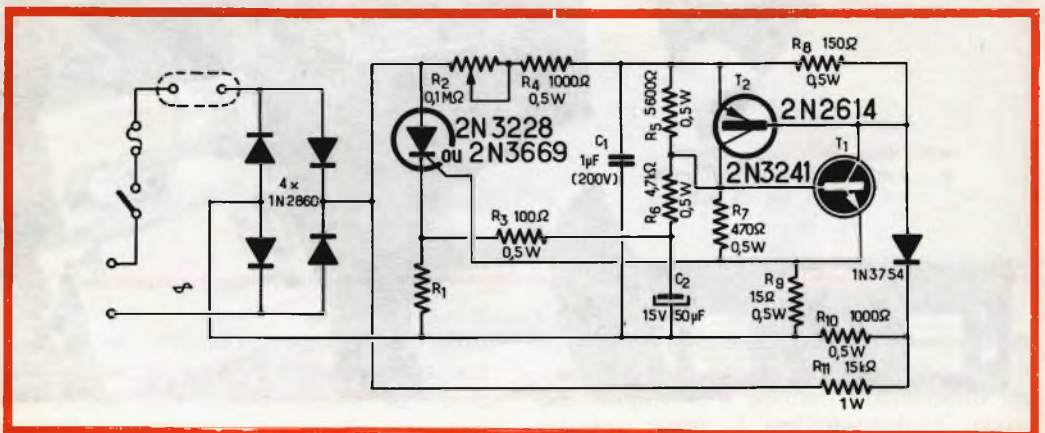 4 ×
1N2860
R2
0,1MΩ
R4 1000Ω
0,5W
2N3228
ou 2N3669
R3 100Ω
0,5W
R1
C1
1µF
(200V)
R5 5600Ω
0,5W
R6 4,7kΩ
0,5W
C2
15V 50µF
T2
2N2614
R8 150Ω
0,5W
T1
2N3241
R7
470Ω
0,5W
1N3754
R9
15Ω
0,5W
R10 1000Ω
0,5W
R11 15kΩ
1W